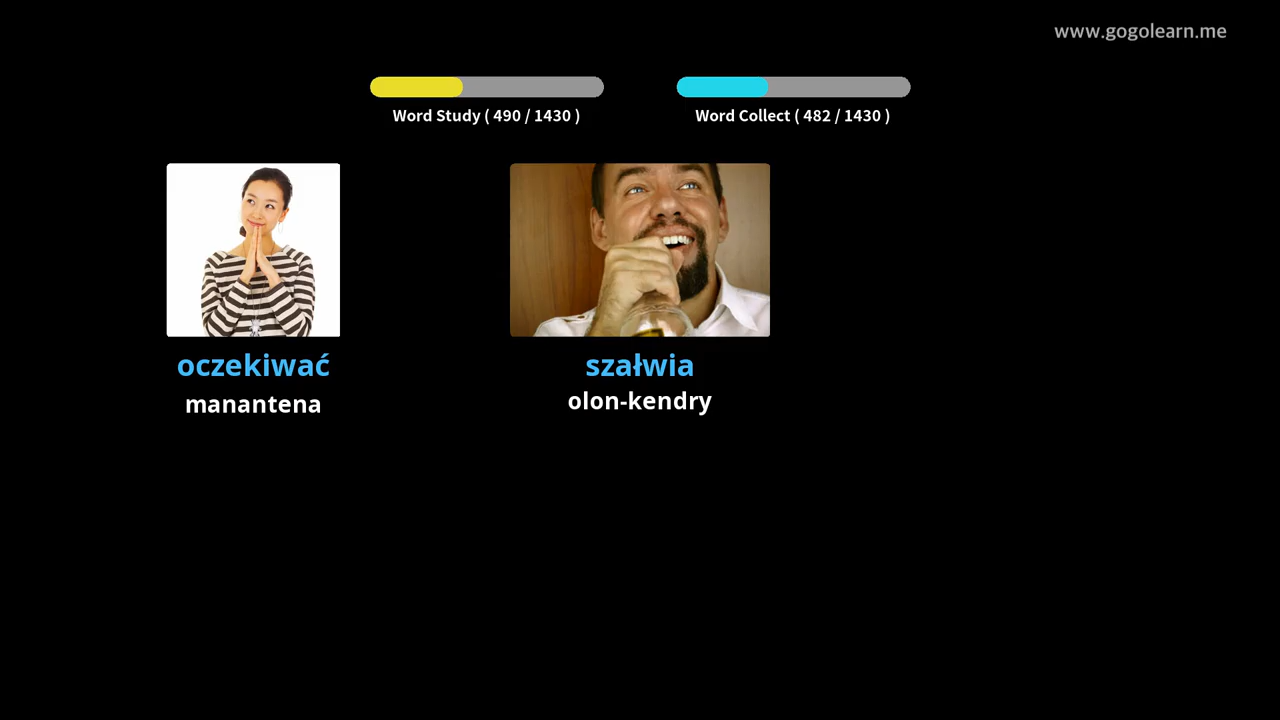 www.gogolearn.me
Word Study ( 490 / 1430 )
Word Collect ( 482 / 1430 )
oczekiwać
manantena
szałwia
olon-kendry